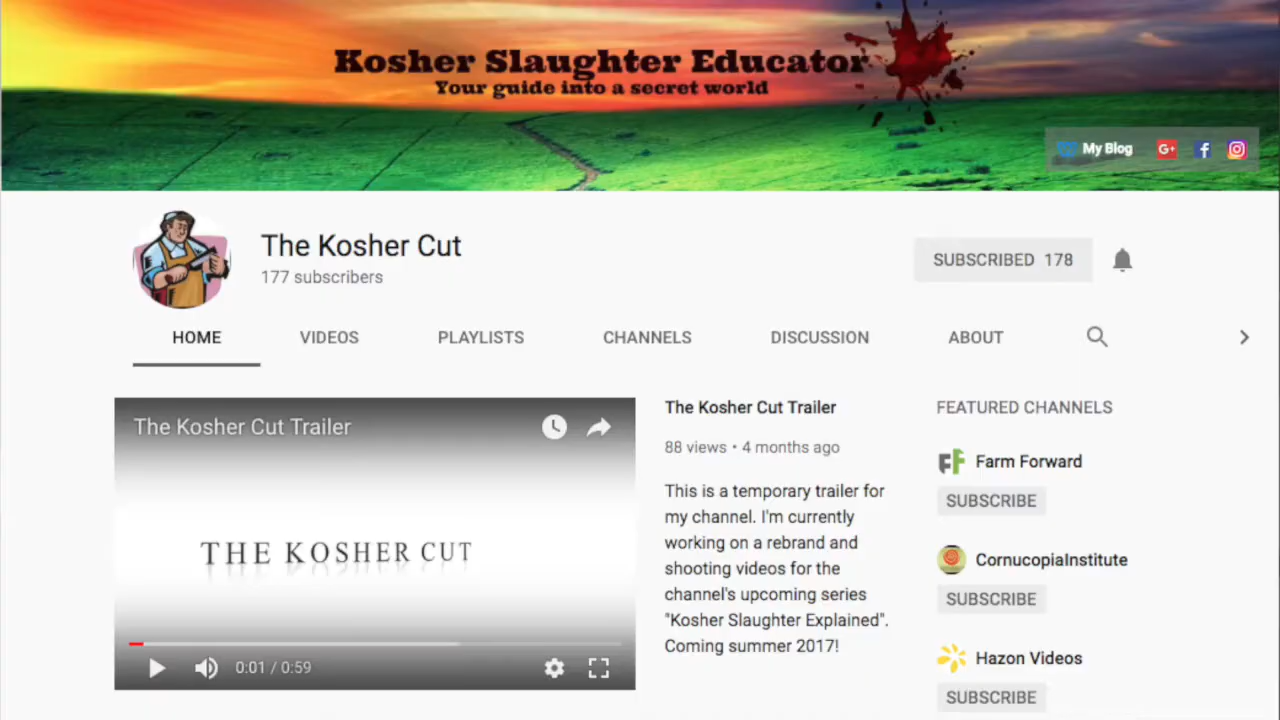 Kosher Slaughter Educator
Your guide into a secret world
My Blog
G+
f
The Kosher Cut
177 subscribers
SUBSCRIBED 178
HOME VIDEOS PLAYLISTS CHANNELS DISCUSSION ABOUT
The Kosher Cut Trailer
THE KOSHER CUT
0:01 / 0:59
The Kosher Cut Trailer
88 views • 4 months ago
This is a temporary trailer for
my channel. I'm currently
working on a rebrand and
shooting videos for the
channel's upcoming series
"Kosher Slaughter Explained".
Coming summer 2017!
FEATURED CHANNELS
Farm Forward
SUBSCRIBE
CornucopiaInstitute
SUBSCRIBE
Hazon Videos
SUBSCRIBE